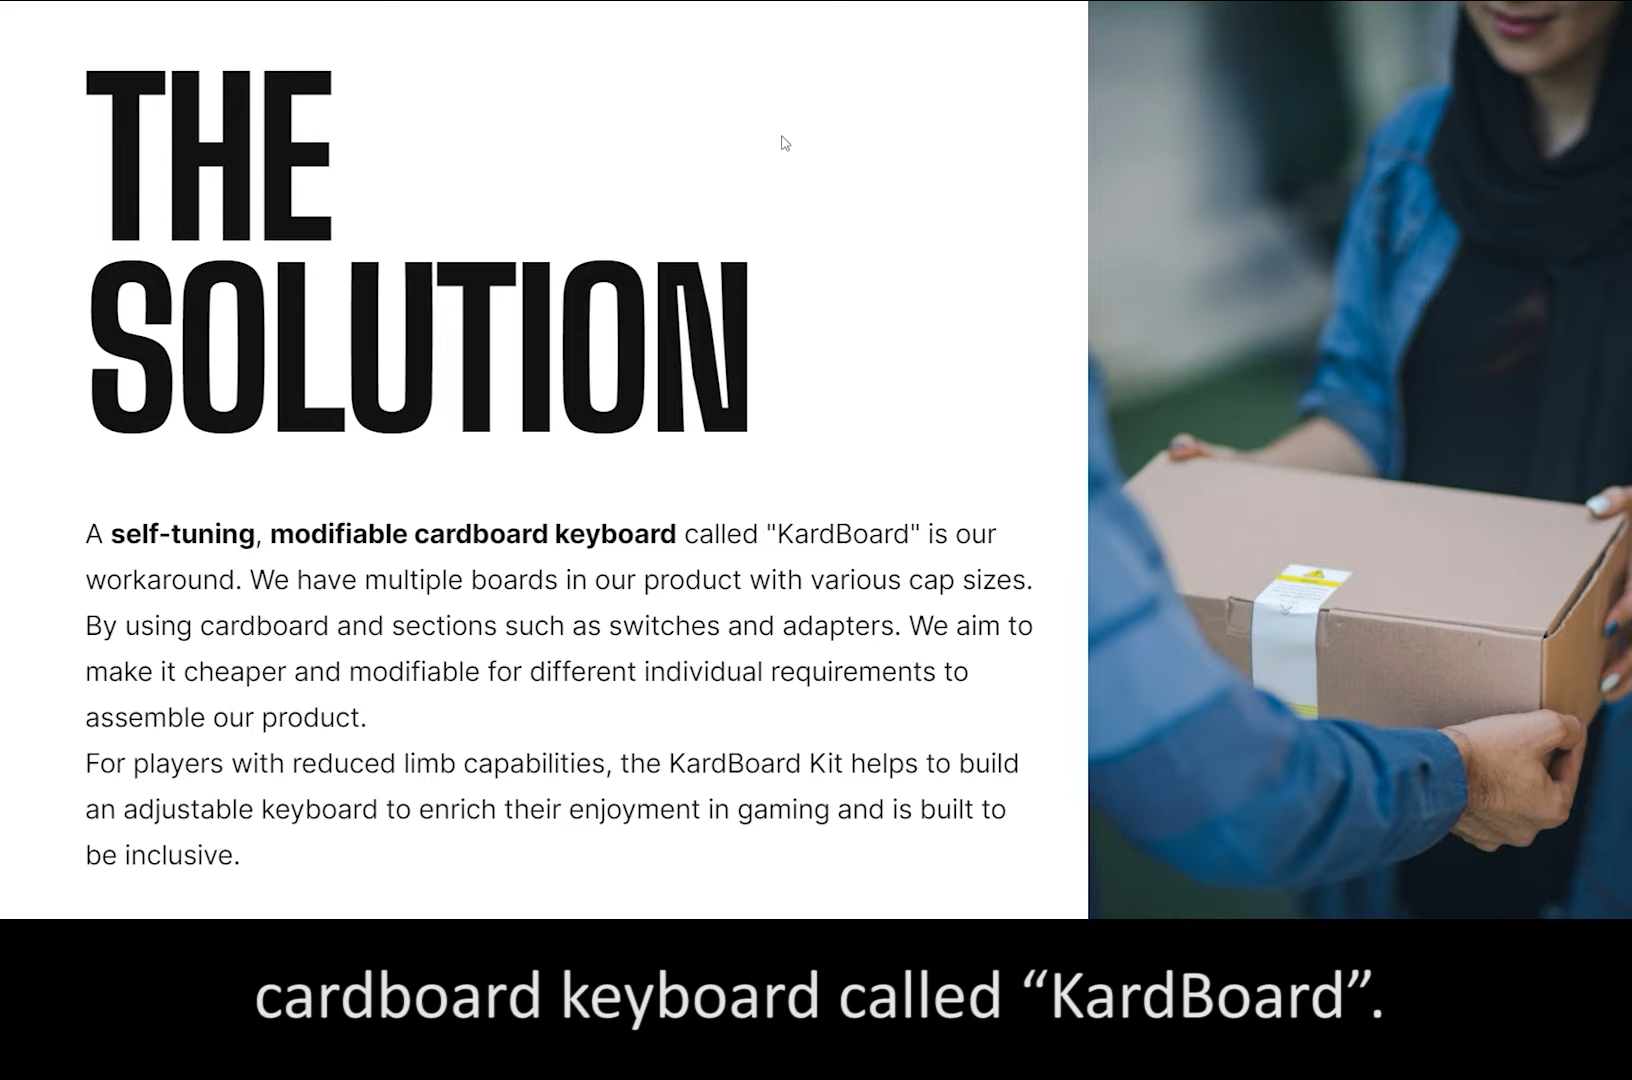 THE
SOLUTION
A self-tuning, modifiable cardboard keyboard called "KardBoard" is our
workaround. We have multiple boards in our product with various cap sizes.
By using cardboard and sections such as switches and adapters. We aim to
make it cheaper and modifiable for different individual requirements to
assemble our product.
For players with reduced limb capabilities, the KardBoard Kit helps to build
an adjustable keyboard to enrich their enjoyment in gaming and is built to
be inclusive.
cardboard keyboard called “KardBoard”.